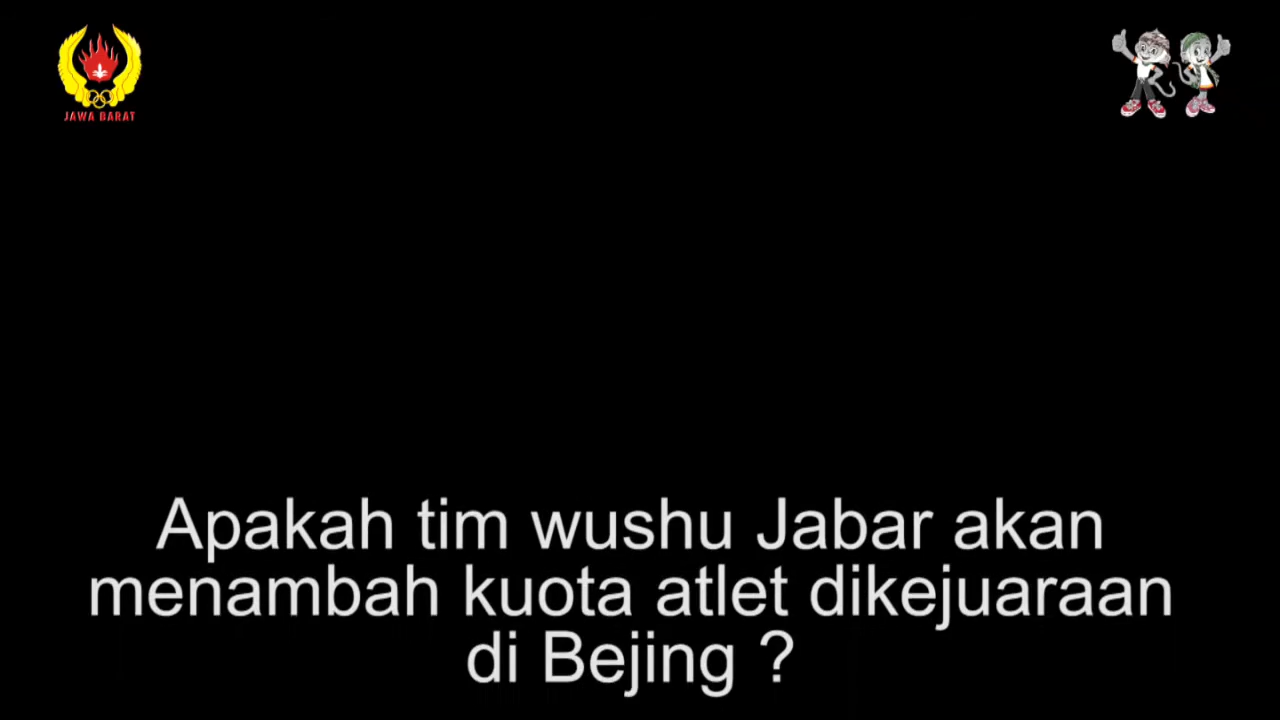 JAWA BARAT
Apakah tim wushu Jabar akan
menambah kuota atlet dikejuaraan
di Bejing ?